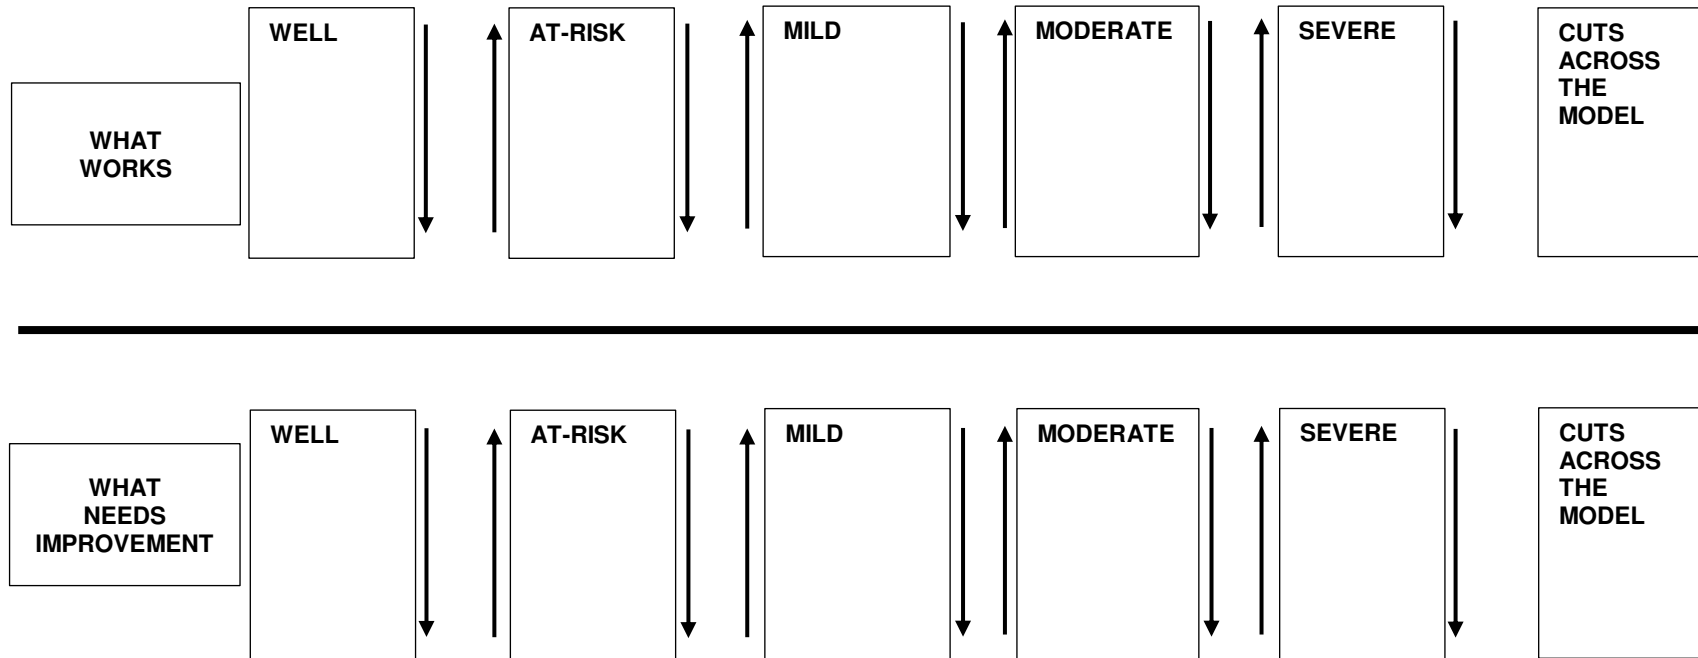 WELL
AT-RISK
MILD
MODERATE
SEVERE
CUTS
ACROSS
THE
MODEL
WHAT
WORKS
WELL
AT-RISK
MILD
MODERATE
SEVERE
CUTS
ACROSS
THE
MODEL
WHAT
NEEDS
IMPROVEMENT